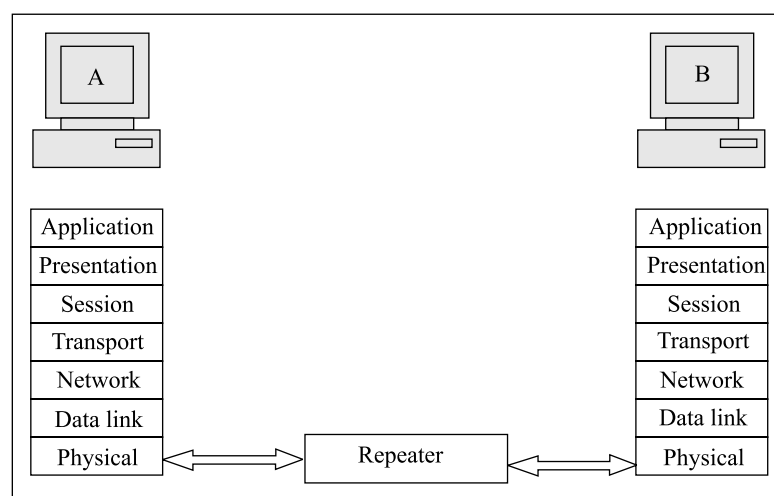 A
B
Application
Presentation
Session
Transport
Network
Data link
Physical
Repeater
Application
Presentation
Session
Transport
Network
Data link
Physical